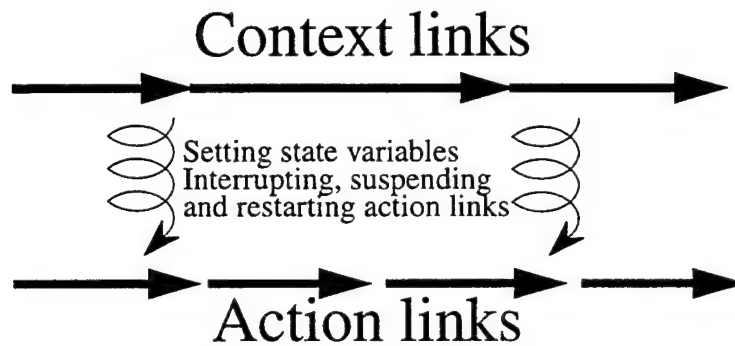 Context links
Setting state variables
Interrupting, suspending
and restarting action links
Action links